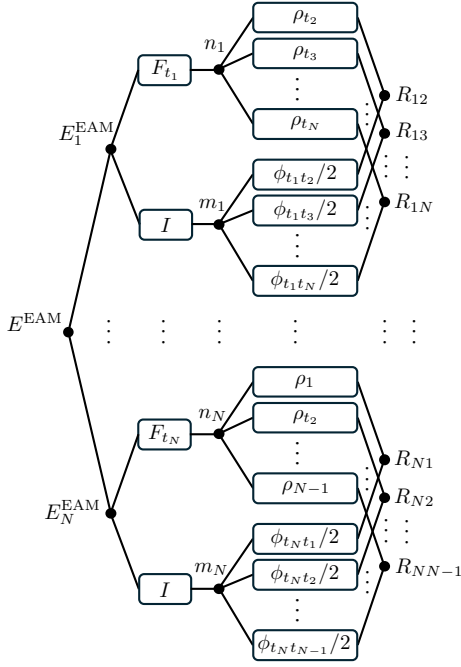 ρ_{t_2}
n_1
ρ_{t_3}
F_{t_1}
⋮
R_{12}
ρ_{t_N}
⋮
R_{13}
E_1^{EAM}
⋮ ⋮
ϕ_{t_1t_2}/2
m_1
ϕ_{t_1t_3}/2
R_{1N}
I
⋮
⋮
ϕ_{t_1t_N}/2
E^{EAM}
⋮ ⋮ ⋮ ⋮ ⋮ ⋮
ρ_1
n_N
ρ_{t_2}
F_{t_N}
⋮
R_{N1}
ρ_{N−1}
⋮
R_{N2}
E_N^{EAM}
⋮ ⋮
ϕ_{t_Nt_1}/2
m_N
ϕ_{t_Nt_2}/2
R_{NN−1}
I
⋮
⋮
ϕ_{t_Nt_{N−1}}/2